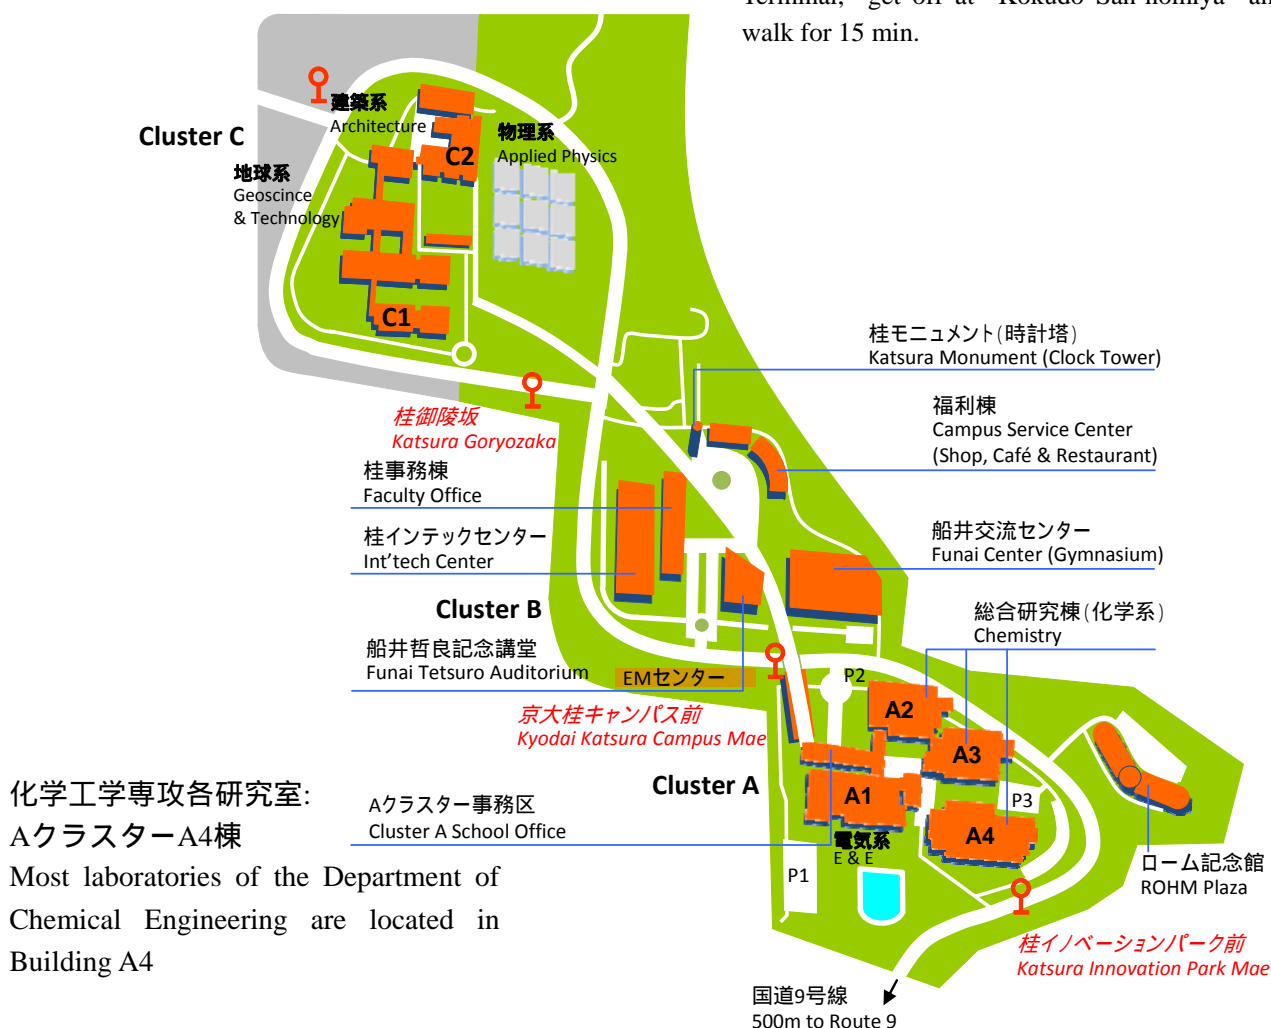 Terminal, get off at Kokudo San-nomiya an
walk for 15 min.
建築系
Architecture
Cluster C
C2
物理系
Applied Physics
地球系
Geoscince
& Technology
C1
桂モニュメント(時計塔)
Katsura Monument (Clock Tower)
福利棟
Campus Service Center
(Shop, Café & Restaurant)
桂御陵坂
Katsura Goryozaka
桂事務棟
Faculty Office
桂インテックセンター
Int'tech Center
船井交流センター
Funai Center (Gymnasium)
Cluster B
総合研究棟(化学系)
Chemistry
船井哲良記念講堂
Funai Tetsuro Auditorium
EMセンター
P2
A2
京大桂キャンパス前
Kyodai Katsura Campus Mae
A3
Cluster A
A1
P3
A4
化学工学専攻各研究室:
AクラスターA4棟
Most laboratories of the Department of
Chemical Engineering are located in
Building A4
Aクラスター事務区
Cluster A School Office
電気系
E & E
P1
ローム記念館
ROHM Plaza
桂イノベーションパーク前
Katsura Innovation Park Mae
国道9号線
500m to Route 9